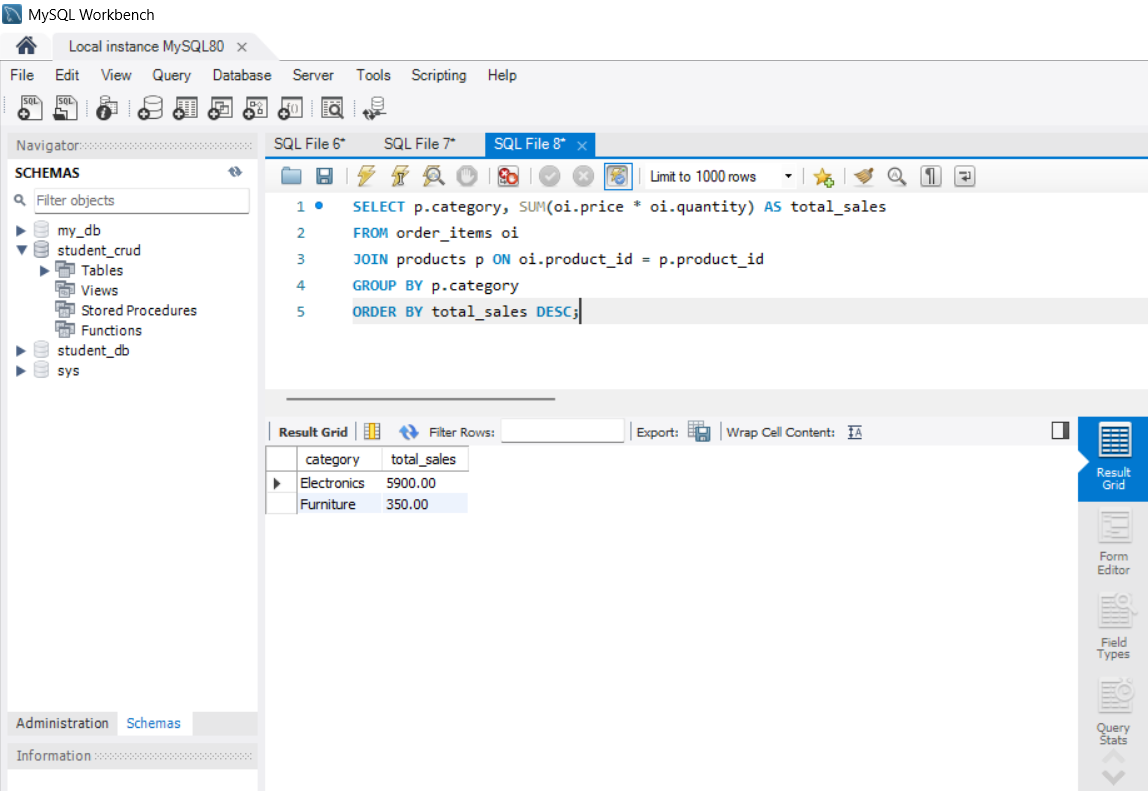 MySQL Workbench
Local instance MySQL80
File Edit View Query Database Server Tools Scripting Help
SQL SQL
Navigator
SCHEMAS
Filter objects
my_db
student_crud
Tables
Views
Stored Procedures
Functions
student_db
sys
Administration Schemas
Information
SQL File 6* SQL File 7* SQL File 8*
Limit to 1000 rows
1 SELECT p.category, SUM(oi.price * oi.quantity) AS total_sales
2 FROM order_items oi
3 JOIN products p ON oi.product_id = p.product_id
4 GROUP BY p.category
5 ORDER BY total_sales DESC;
Result Grid Filter Rows: Export: Wrap Cell Content:
category total_sales
Electronics 5900.00
Furniture 350.00
Result
Grid
Form
Editor
Field
Types
Query
Stats